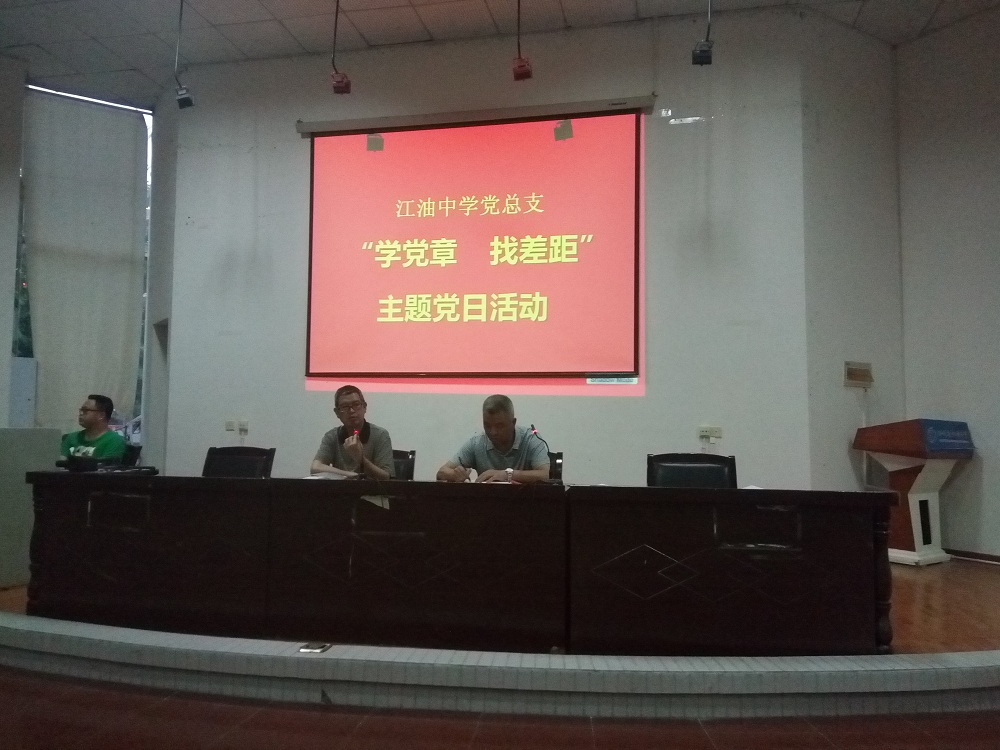 江油中学党总支
“学党章 找差距”
主题党日活动